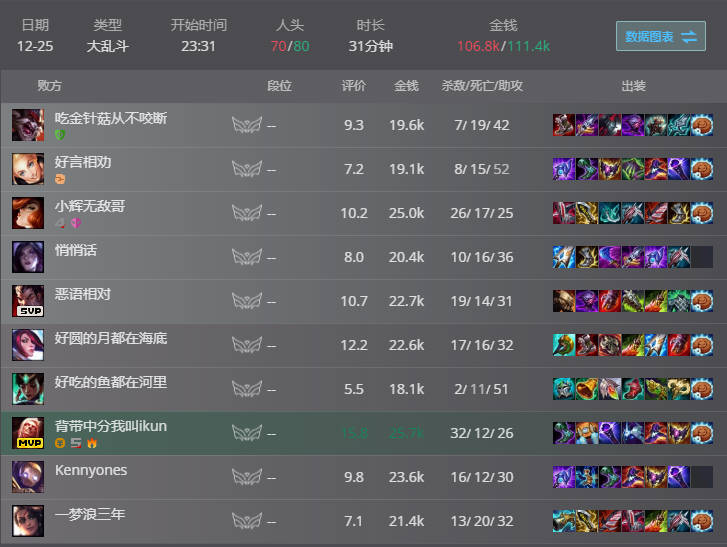 日期 类型 开始时间 人头 时长 金钱
12-25 大乱斗 23:31 70/80 31分钟 106.8k/111.4k 数据图表
败方 段位 评价 金钱 杀敌/死亡/助攻 出装
吃金针菇从不咬断 -- 9.3 19.6k 7/ 19/ 42
好言相劝 -- 7.2 19.1k 8/ 15/ 52
小辉无敌哥 -- 10.2 25.0k 26/ 17/ 25
悄悄话 -- 8.0 20.4k 10/ 16/ 36
恶语相对 SVP -- 10.7 22.7k 19/ 14/ 31
好圆的月都在海底 -- 12.2 22.6k 17/ 16/ 32
好吃的鱼都在河里 -- 5.5 18.1k 2/ 11/ 51
背带中分我叫ikun MVP -- 15.8 25.7k 32/ 12/ 26
Kennyones -- 9.8 23.6k 16/ 12/ 30
一梦浪三年 -- 7.1 21.4k 13/ 20/ 32